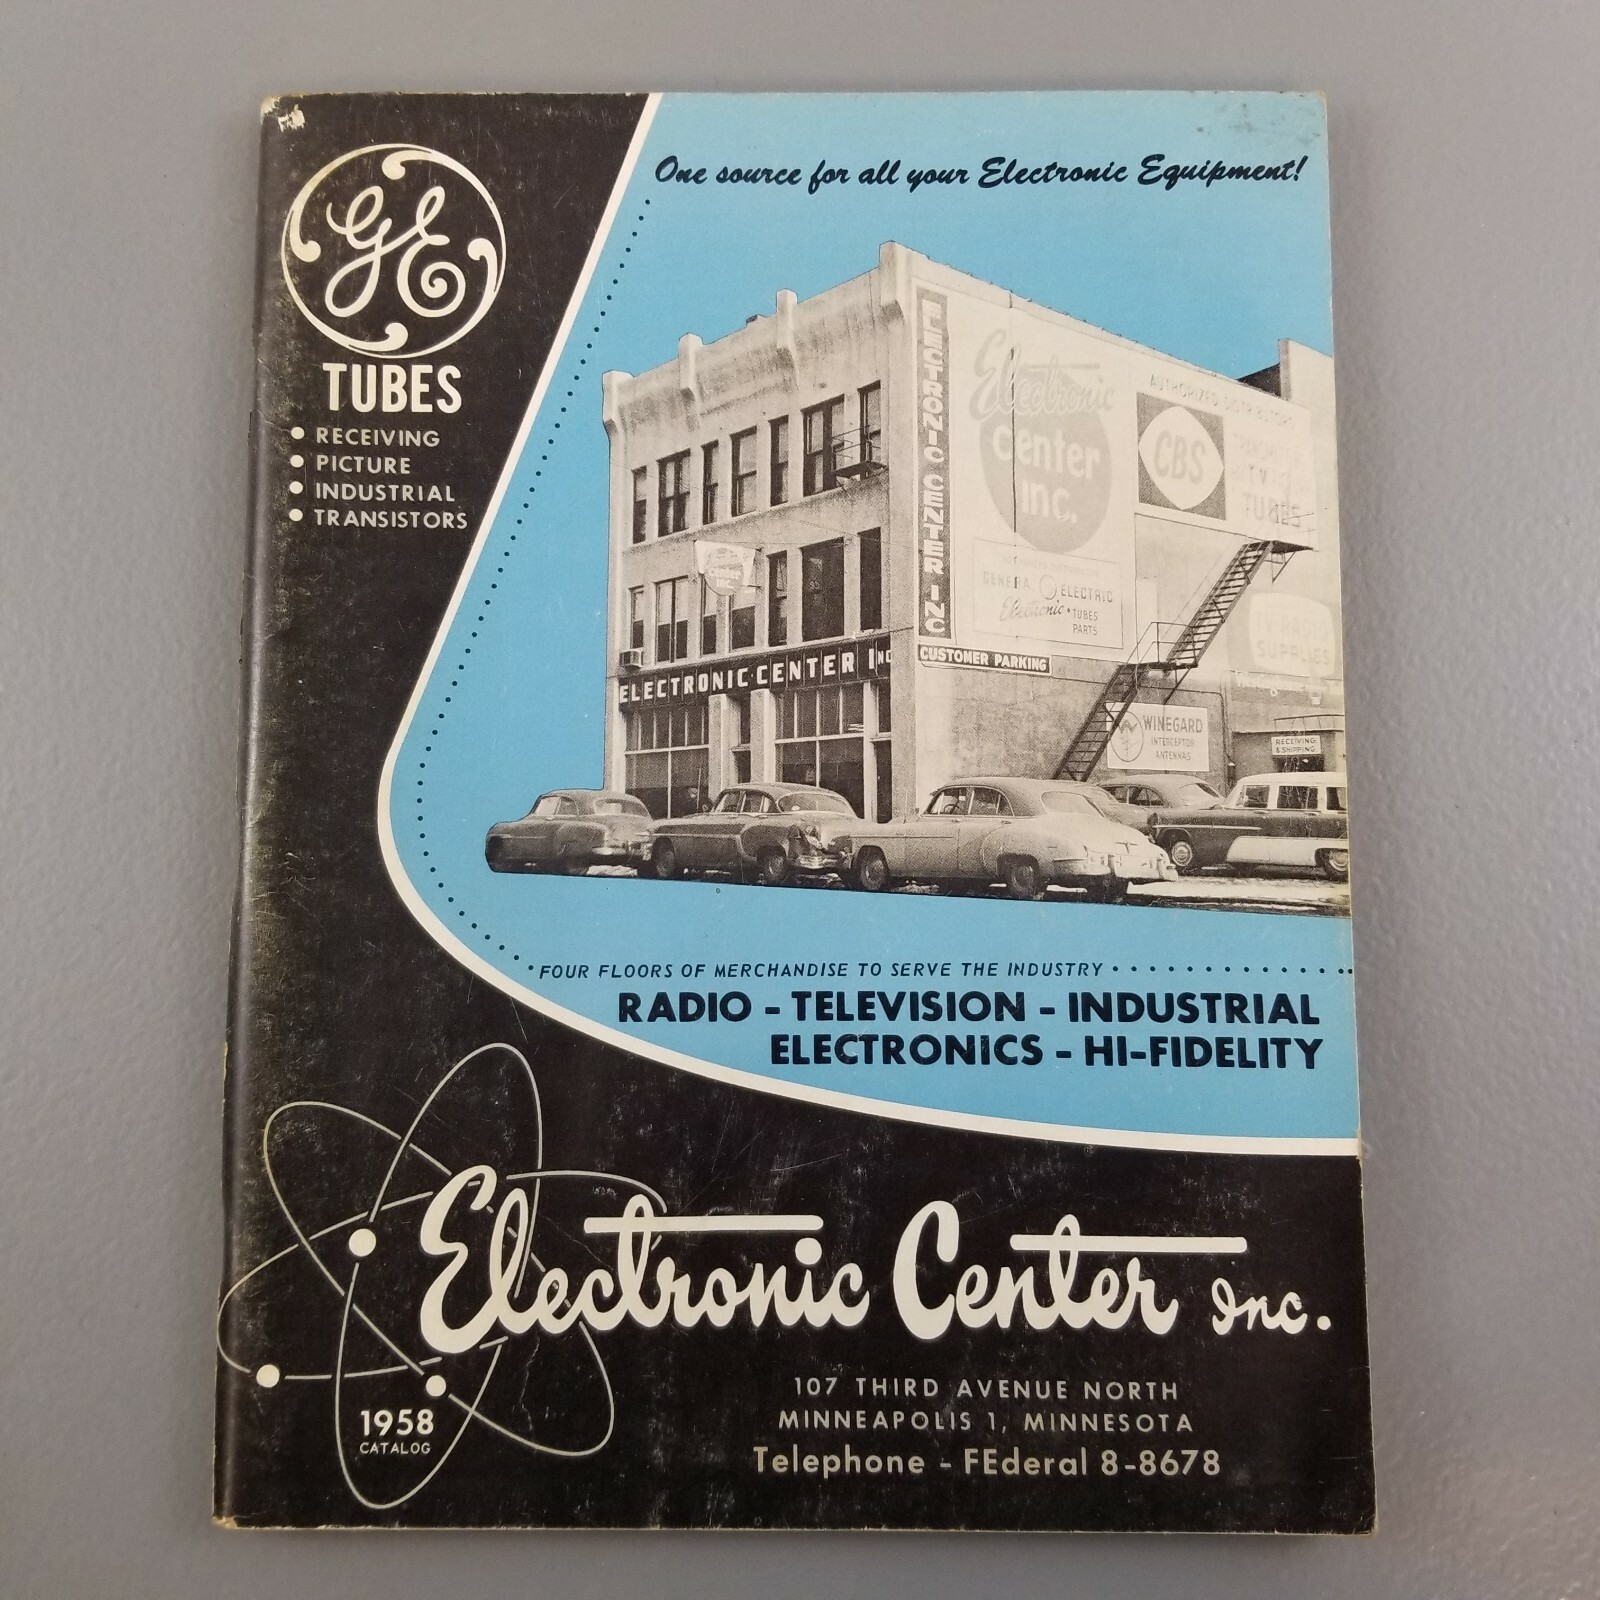 One source for all your Electronic Equipment!
GE
TUBES
RECEIVING
PICTURE
INDUSTRIAL
TRANSISTORS
ELECTRONIC CENTER INC
Electronic
Center
inc.
AUTHORIZED DISTRIBUTORS
CBS
TV
TUBES
GENERAL ELECTRIC
Electronic • TUBES
PARTS
SUPPLIES
CUSTOMER PARKING
ELECTRONIC·CENTER INC
WINEGARD
INTERCEPTOR
ANTENNAS
RECEIVING
& SHIPPING
FOUR FLOORS OF MERCHANDISE TO SERVE THE INDUSTRY
RADIO - TELEVISION - INDUSTRIAL
ELECTRONICS - HI-FIDELITY
Electronic Center Inc.
107 THIRD AVENUE NORTH
MINNEAPOLIS 1, MINNESOTA
Telephone - FEderal 8-8678
1958
CATALOG